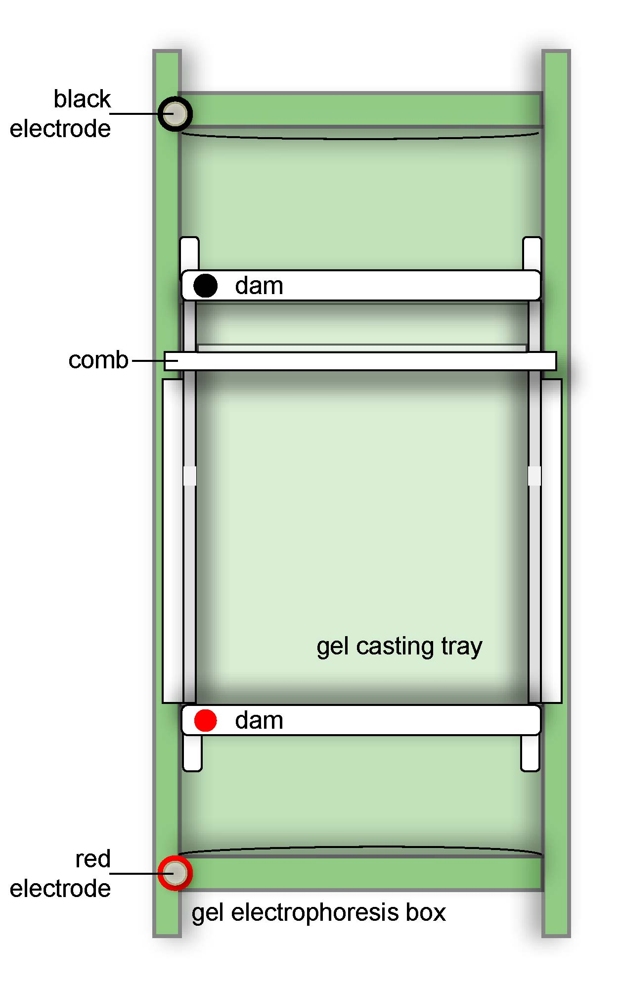 black
electrode
dam
comb
gel casting tray
dam
red
electrode
gel electrophoresis box